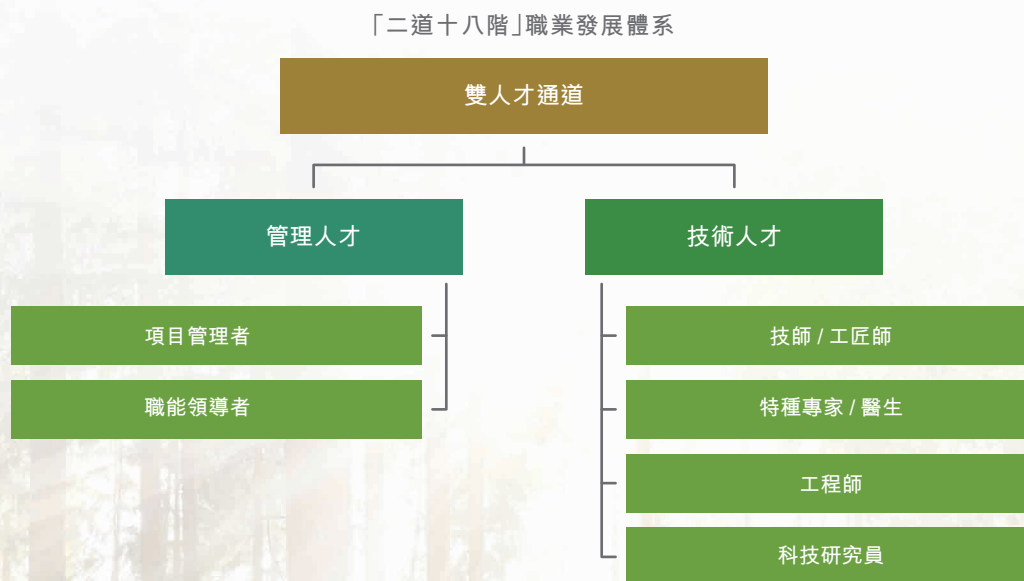 「二道十八階」職業發展體系
雙人才通道
管理人才
技術人才
項目管理者
職能領導者
技師 / 工匠師
特種專家 / 醫生
工程師
科技研究員